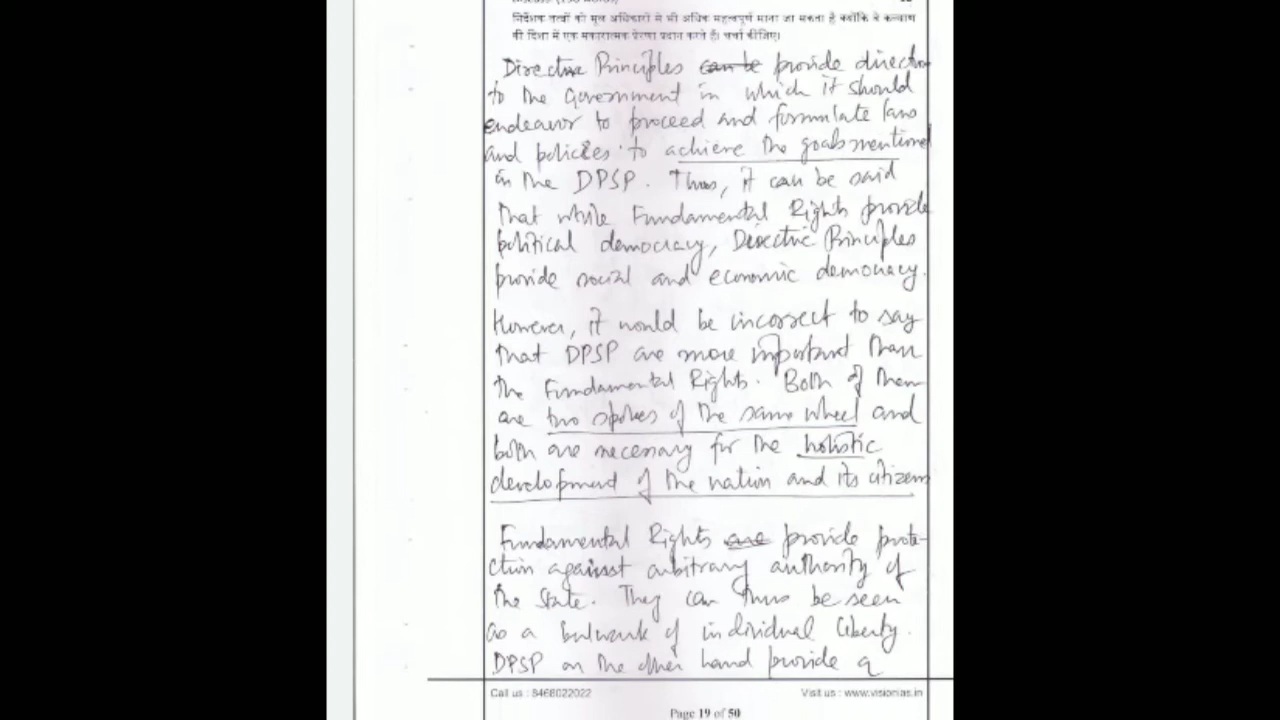 निर्देशक तत्वों को मूल अधिकारों से भी अधिक महत्वपूर्ण माना जा सकता है क्योंकि वे कल्याण
की दिशा में एक सकारात्मक प्रेरणा प्रदान करते हैं। चर्चा कीजिए।
Directive Principles can be provide direction
to the Government in which it should
endeavor to proceed and formulate laws
and policies to achieve the goals mentioned
in the DPSP. Thus, it can be said
that while Fundamental Rights provide
political democracy, Directive Principles
provide social and economic democracy.
However, it would be incorrect to say
that DPSP are more important than
the Fundamental Rights. Both of them
are two spokes of the same wheel and
both are necessary for the holistic
development of the nation and its citizens
Fundamental Rights are provide prote-
ction against arbitrary authority of
the State. They can thus be seen
as a bulwark of individual liberty.
DPSP on the other hand provide a
Call us : 8468022022 Visit us : www.visionias.in
Page 19 of 50